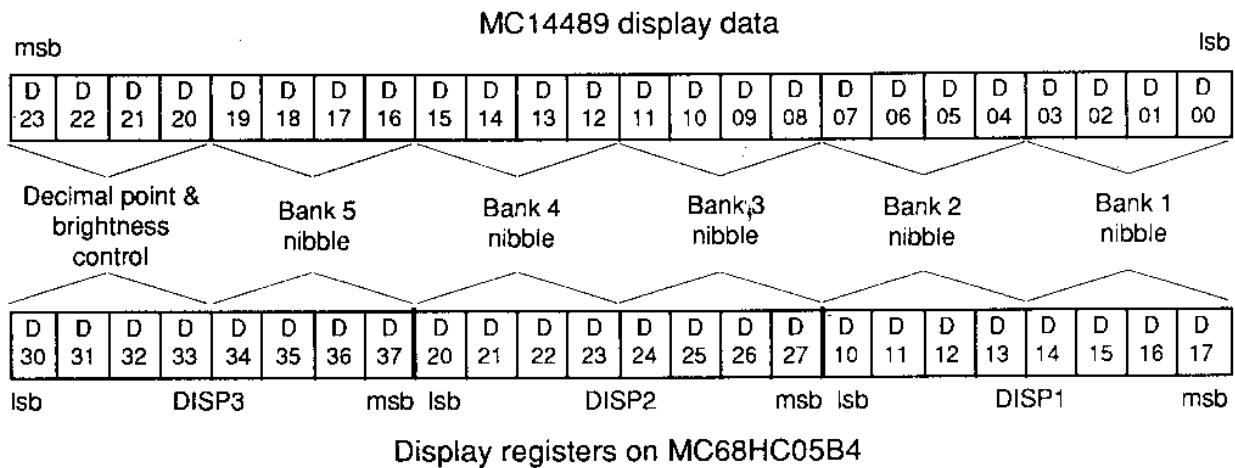 MC14489 display data
msb lsb
D D D D D D D D D D D D D D D D D D D D D D D D
23 22 21 20 19 18 17 16 15 14 13 12 11 10 09 08 07 06 05 04 03 02 01 00
Decimal point & Bank 5 Bank 4 Bank 3 Bank 2 Bank 1
brightness nibble nibble nibble nibble nibble
control
D D D D D D D D D D D D D D D D D D D D D D D D
30 31 32 33 34 35 36 37 20 21 22 23 24 25 26 27 10 11 12 13 14 15 16 17
lsb DISP3 msb lsb DISP2 msb lsb DISP1 msb
Display registers on MC68HC05B4